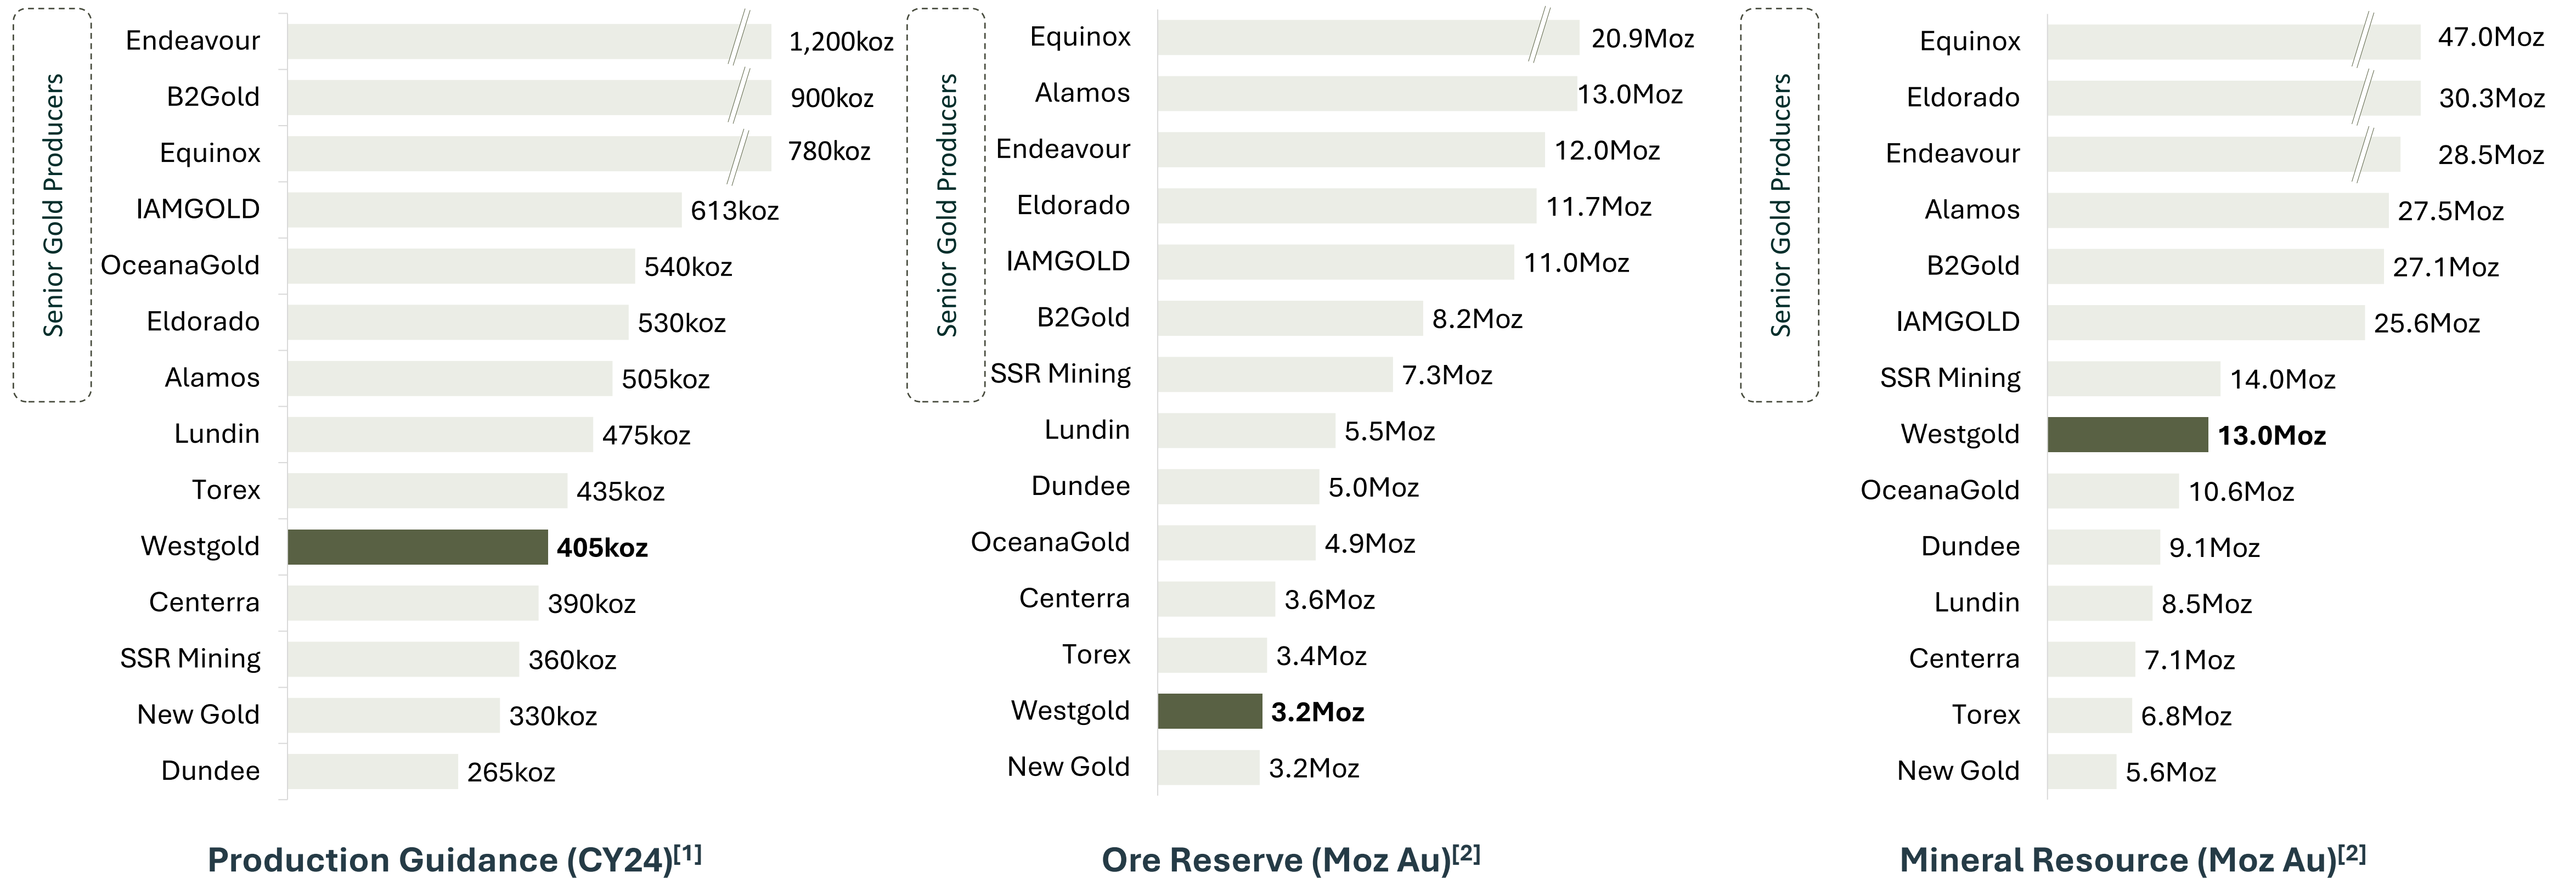 Senior Gold Producers
Endeavour 1,200koz
B2Gold 900koz
Equinox 780koz
IAMGOLD 613koz
OceanaGold 540koz
Eldorado 530koz
Alamos 505koz
Lundin 475koz
Torex 435koz
Westgold 405koz
Centerra 390koz
SSR Mining 360koz
New Gold 330koz
Dundee 265koz
Production Guidance (CY24)[1]
Senior Gold Producers
Equinox 20.9Moz
Alamos 13.0Moz
Endeavour 12.0Moz
Eldorado 11.7Moz
IAMGOLD 11.0Moz
B2Gold 8.2Moz
SSR Mining 7.3Moz
Lundin 5.5Moz
Dundee 5.0Moz
OceanaGold 4.9Moz
Centerra 3.6Moz
Torex 3.4Moz
Westgold 3.2Moz
New Gold 3.2Moz
Ore Reserve (Moz Au)[2]
Senior Gold Producers
Equinox 47.0Moz
Eldorado 30.3Moz
Endeavour 28.5Moz
Alamos 27.5Moz
B2Gold 27.1Moz
IAMGOLD 25.6Moz
SSR Mining 14.0Moz
Westgold 13.0Moz
OceanaGold 10.6Moz
Dundee 9.1Moz
Lundin 8.5Moz
Centerra 7.1Moz
Torex 6.8Moz
New Gold 5.6Moz
Mineral Resource (Moz Au)[2]